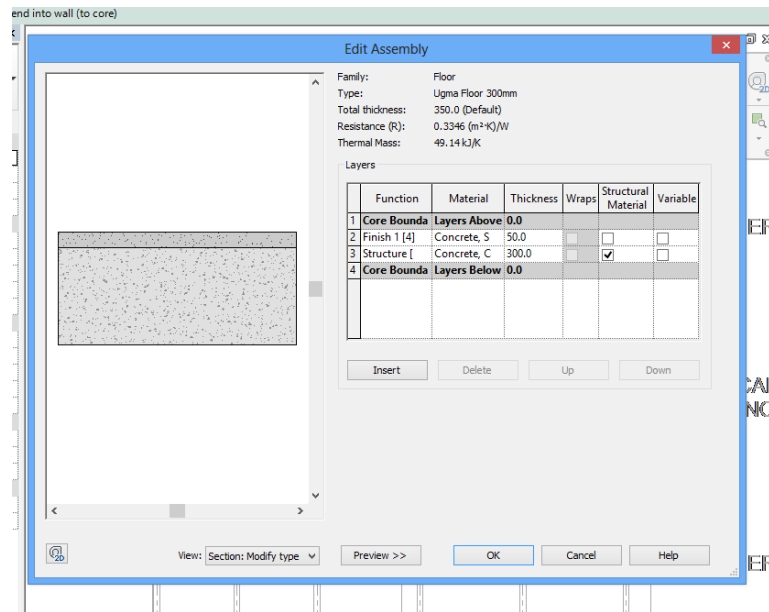 end into wall (to core)
Edit Assembly
Family: Floor
Type: Ugma Floor 300mm
Total thickness: 350.0 (Default)
Resistance (R): 0.3346 (m²·K)/W
Thermal Mass: 49.14 kJ/K
Layers
Function Material Thickness Wraps Structural Material Variable
1 Core Bounda Layers Above 0.0
2 Finish 1 [4] Concrete, S 50.0
3 Structure [ Concrete, C 300.0
4 Core Bounda Layers Below 0.0
Insert Delete Up Down
View: Section: Modify type Preview >> OK Cancel Help
2D
2D